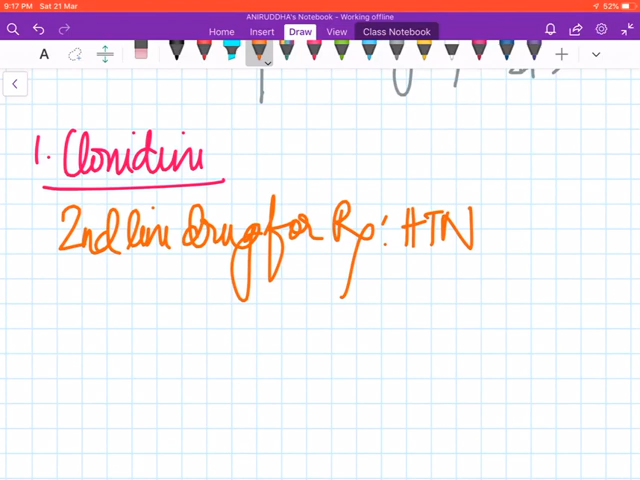 9:17 PM Sat 21 Mar
52%
ANIRUDDHA's Notebook - Working offline
Home Insert Draw View Class Notebook
A
1. Clonidine
2nd line drug for Rx: HTN